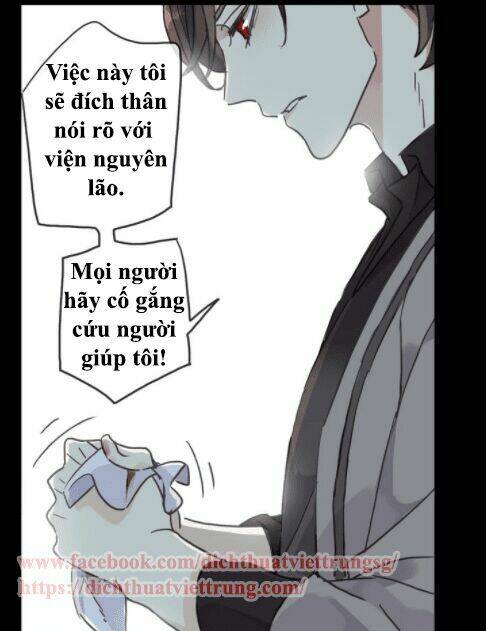 Việc này tôi
sẽ đích thân
nói rõ với
viện nguyên
lão.
Mọi người
hãy cố gắng
cứu người
giúp tôi!
www.facebook.com/dichthuatviettrungsg/
https://dichthuatviettrung.com/